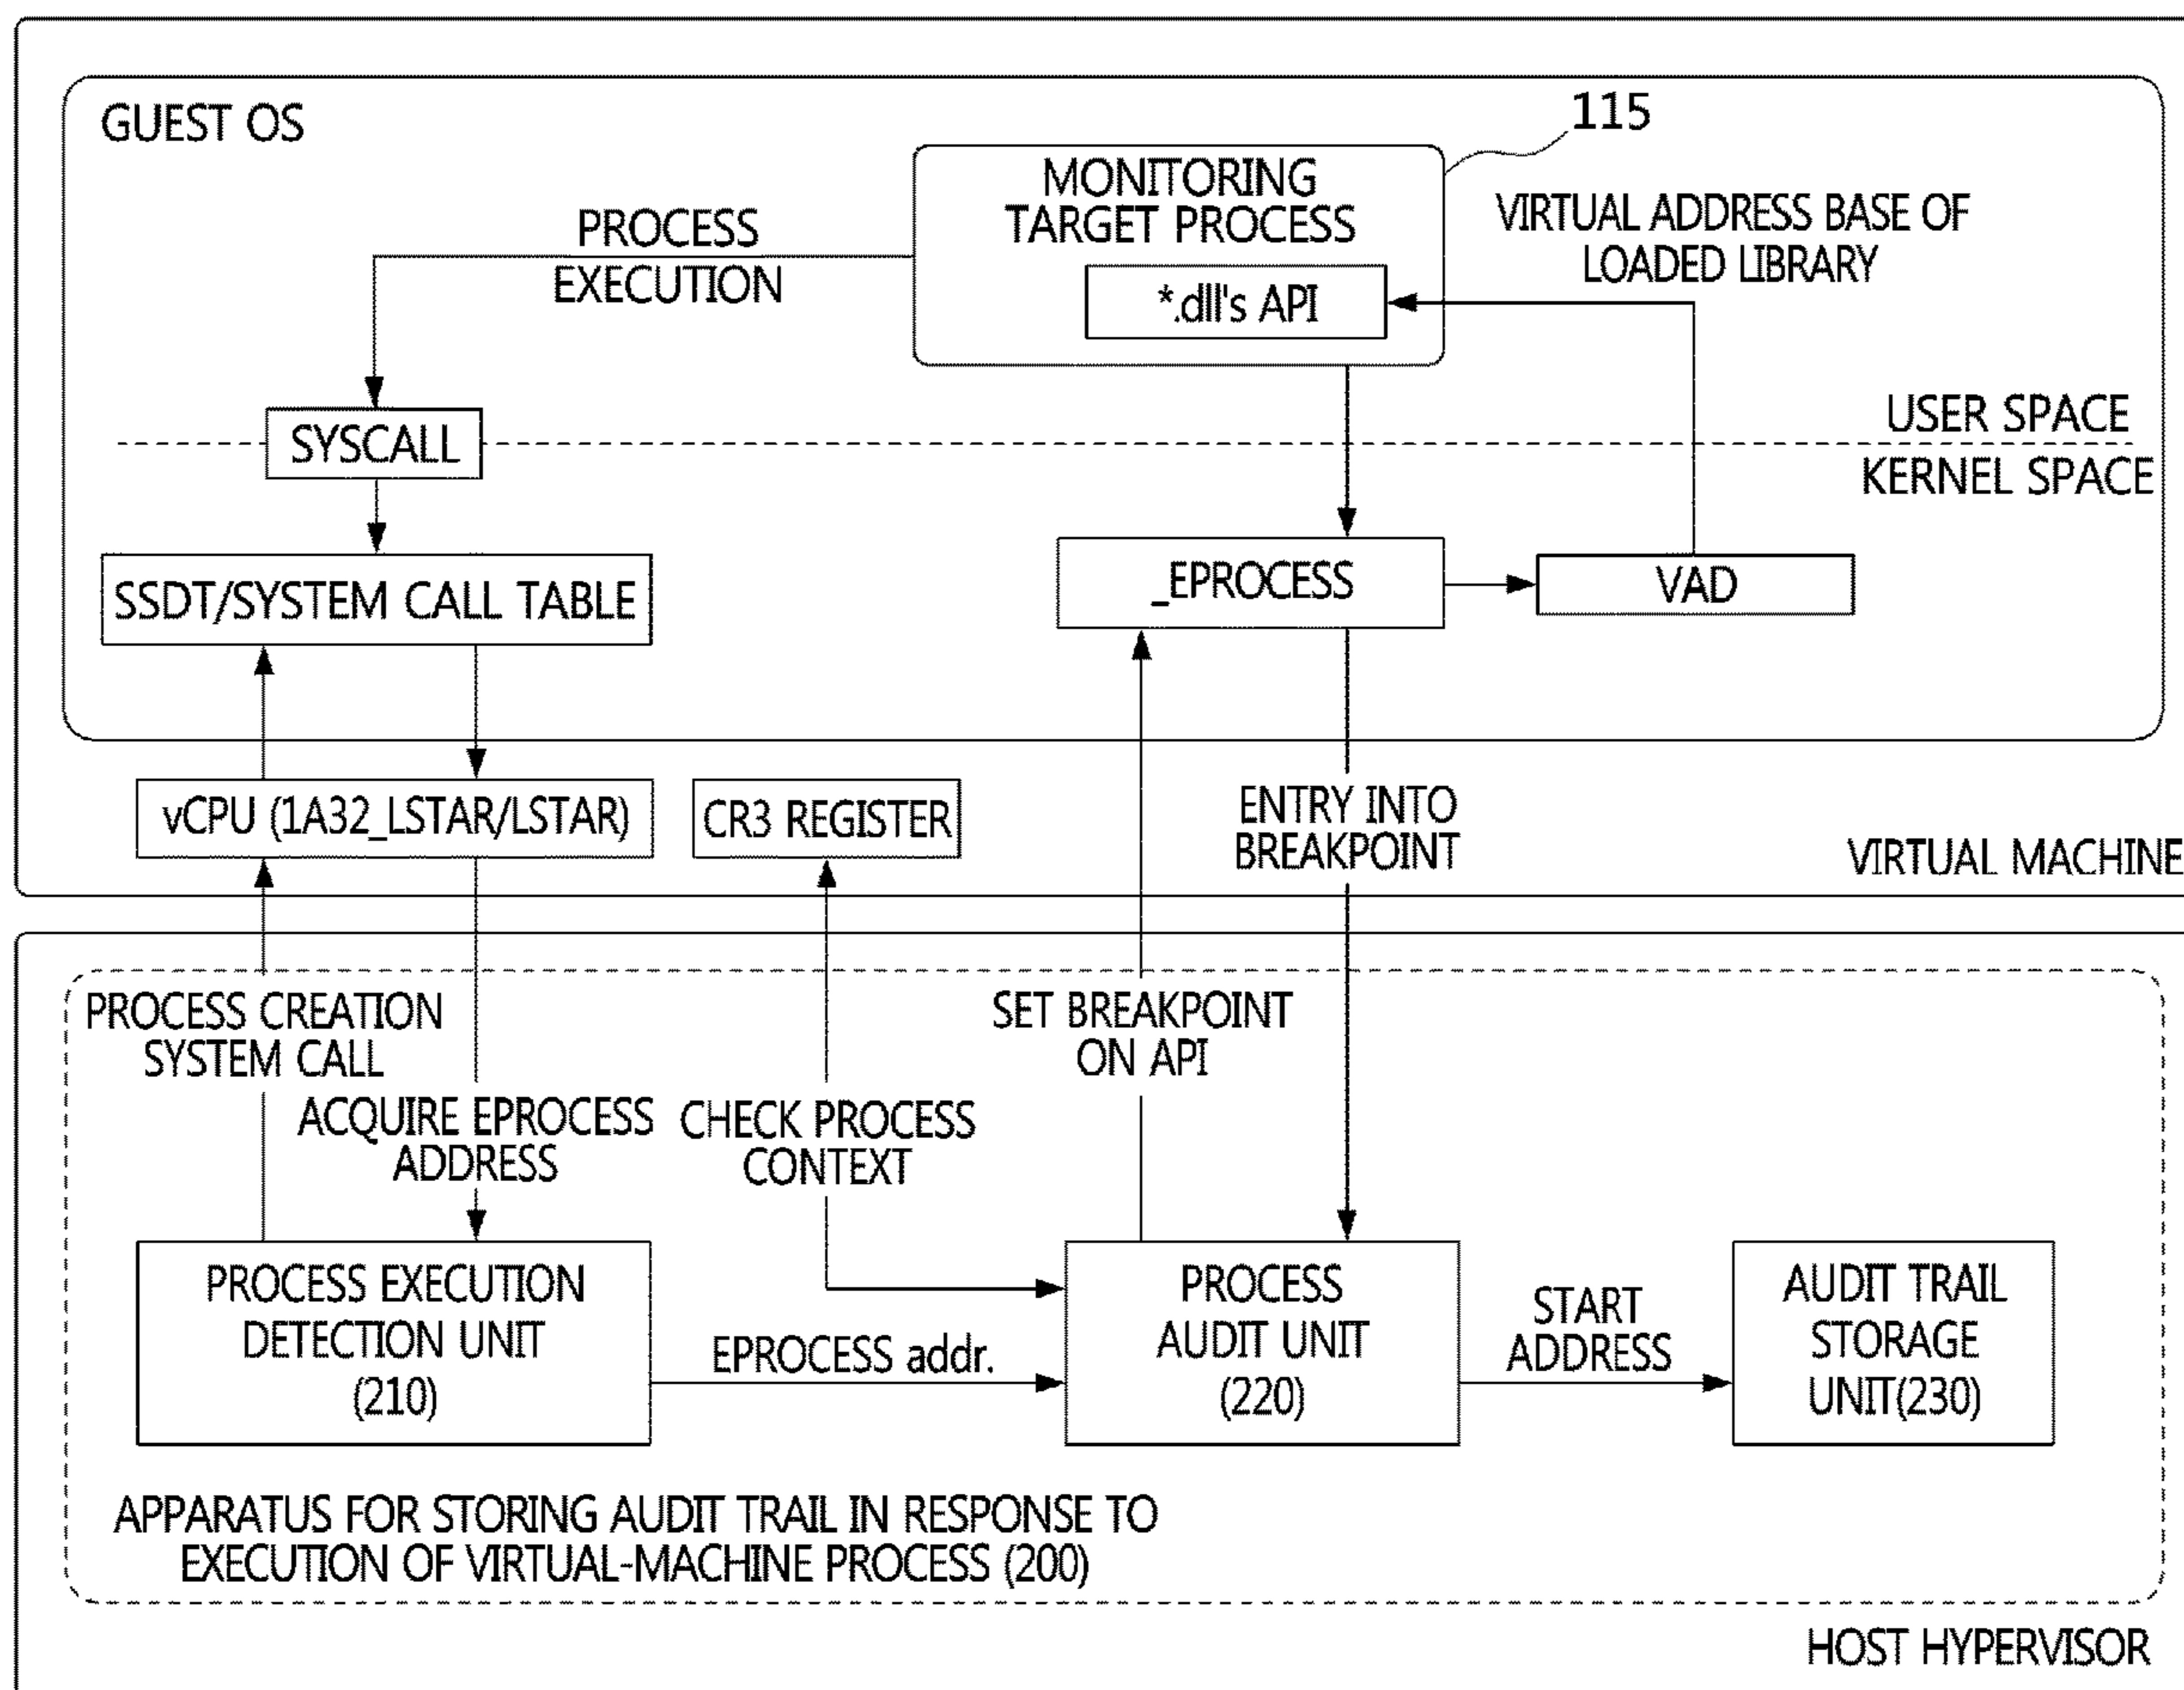 GUEST OS
115
MONITORING
TARGET PROCESS
*.dll's API
PROCESS
EXECUTION
VIRTUAL ADDRESS BASE OF
LOADED LIBRARY
SYSCALL
USER SPACE
KERNEL SPACE
SSDT/SYSTEM CALL TABLE
_EPROCESS
VAD
vCPU (1A32_LSTAR/LSTAR)
CR3 REGISTER
ENTRY INTO
BREAKPOINT
VIRTUAL MACHINE
PROCESS CREATION
SYSTEM CALL
ACQUIRE EPROCESS
ADDRESS
CHECK PROCESS
CONTEXT
SET BREAKPOINT
ON API
PROCESS EXECUTION
DETECTION UNIT
(210)
EPROCESS addr.
PROCESS
AUDIT UNIT
(220)
START
ADDRESS
AUDIT TRAIL
STORAGE
UNIT(230)
APPARATUS FOR STORING AUDIT TRAIL IN RESPONSE TO
EXECUTION OF VIRTUAL-MACHINE PROCESS (200)
HOST HYPERVISOR